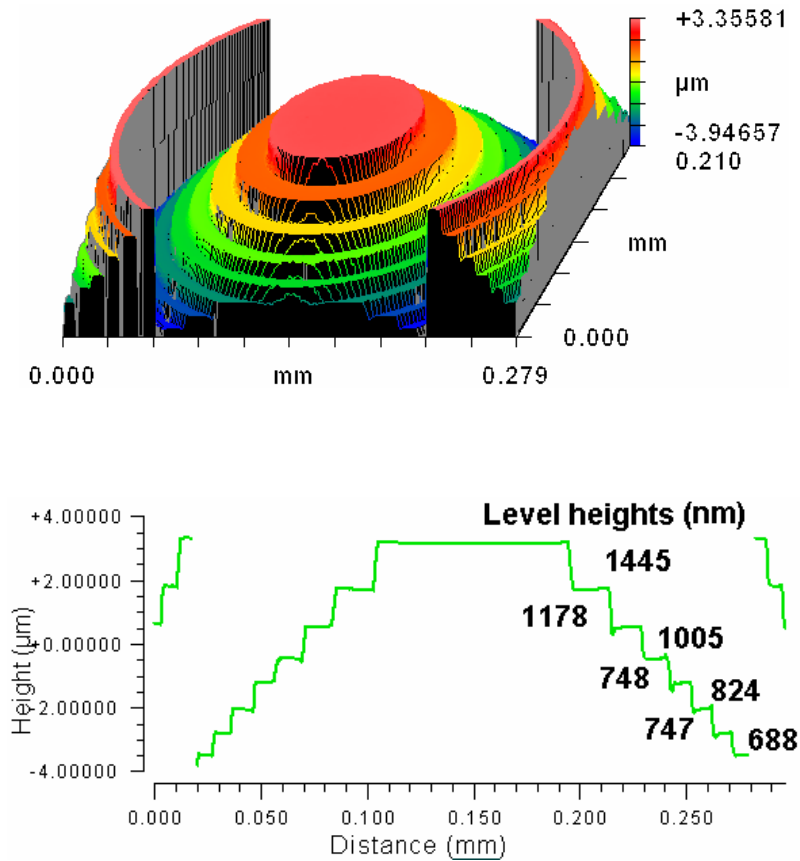 +3.35581
µm
-3.94657
0.210
mm
0.000
0.000 mm 0.279
Level heights (nm)
+4.00000
+2.00000
+0.00000
-2.00000
-4.00000
Height (µm)
1445
1178
1005
748
824
747
688
0.000 0.050 0.100 0.150 0.200 0.250
Distance (mm)